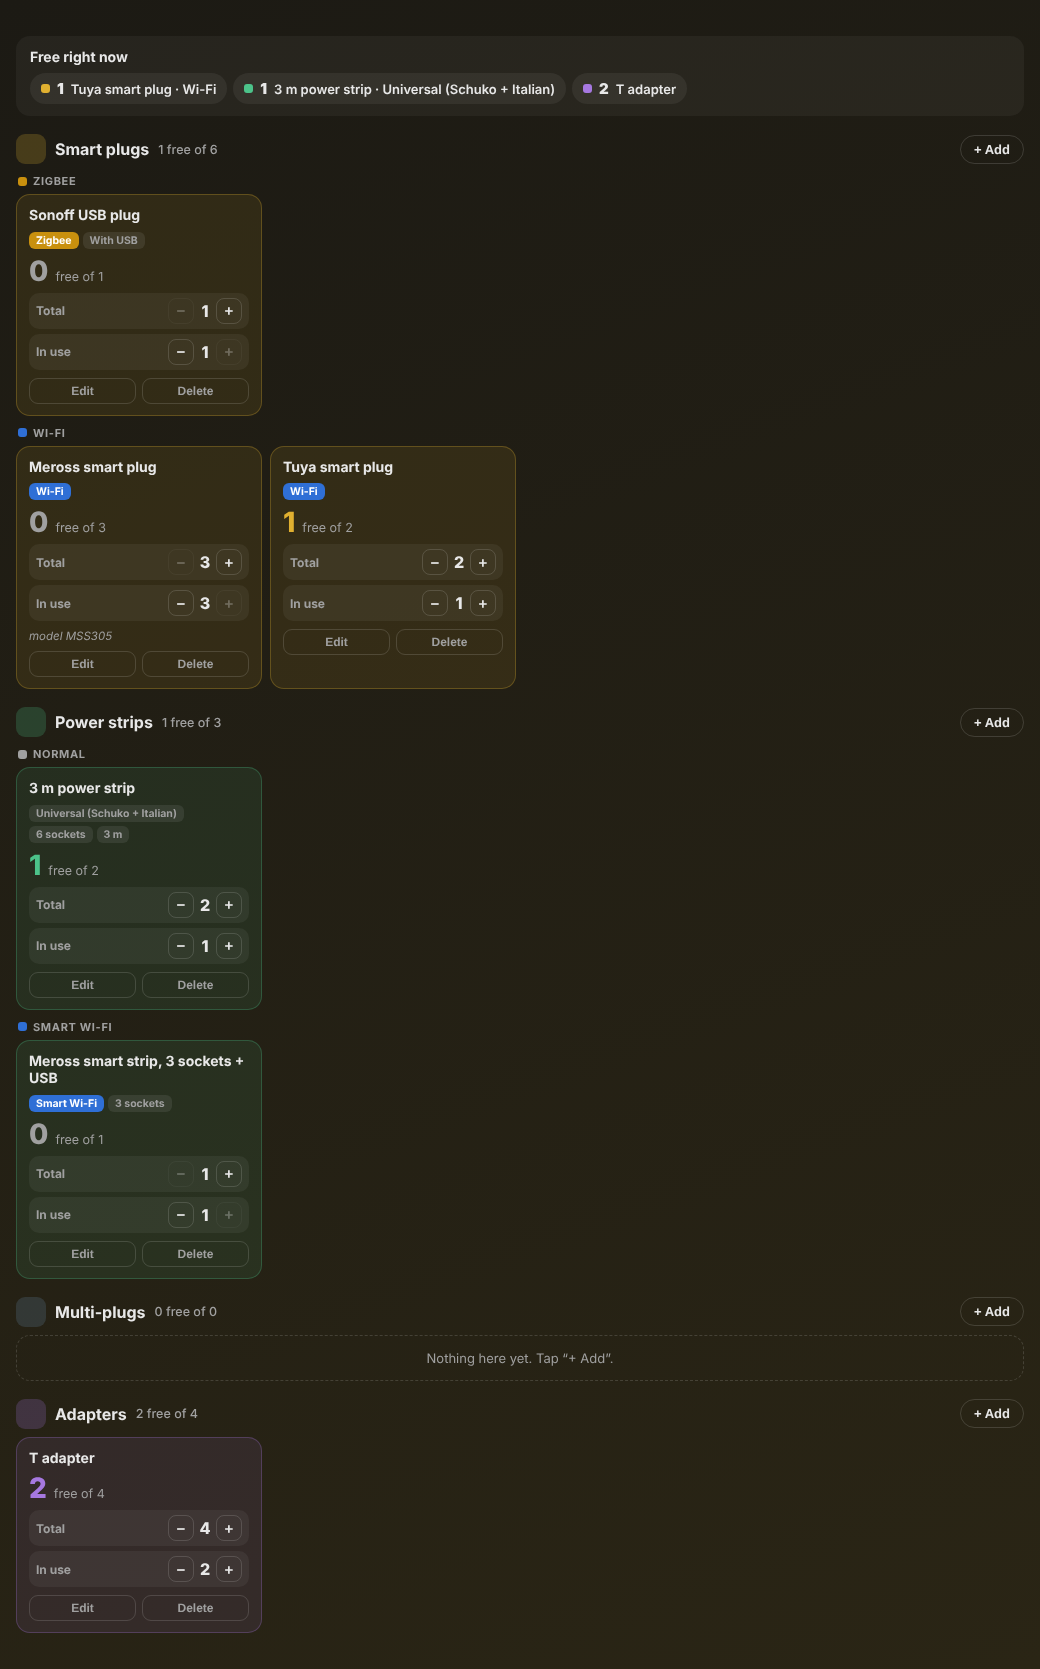 Free right now
1 Tuya smart plug · Wi-Fi
1 3 m power strip · Universal (Schuko + Italian)
2 T adapter
Smart plugs 1 free of 6
+ Add
ZIGBEE
Sonoff USB plug
Zigbee With USB
0 free of 1
Total − 1 +
In use − 1 +
Edit Delete
WI-FI
Meross smart plug
Wi-Fi
0 free of 3
Total − 3 +
In use − 3 +
model MSS305
Edit Delete
Tuya smart plug
Wi-Fi
1 free of 2
Total − 2 +
In use − 1 +
Edit Delete
Power strips 1 free of 3
+ Add
NORMAL
3 m power strip
Universal (Schuko + Italian)
6 sockets 3 m
1 free of 2
Total − 2 +
In use − 1 +
Edit Delete
SMART WI-FI
Meross smart strip, 3 sockets +
USB
Smart Wi-Fi 3 sockets
0 free of 1
Total − 1 +
In use − 1 +
Edit Delete
Multi-plugs 0 free of 0
+ Add
Nothing here yet. Tap “+ Add”.
Adapters 2 free of 4
+ Add
T adapter
2 free of 4
Total − 4 +
In use − 2 +
Edit Delete